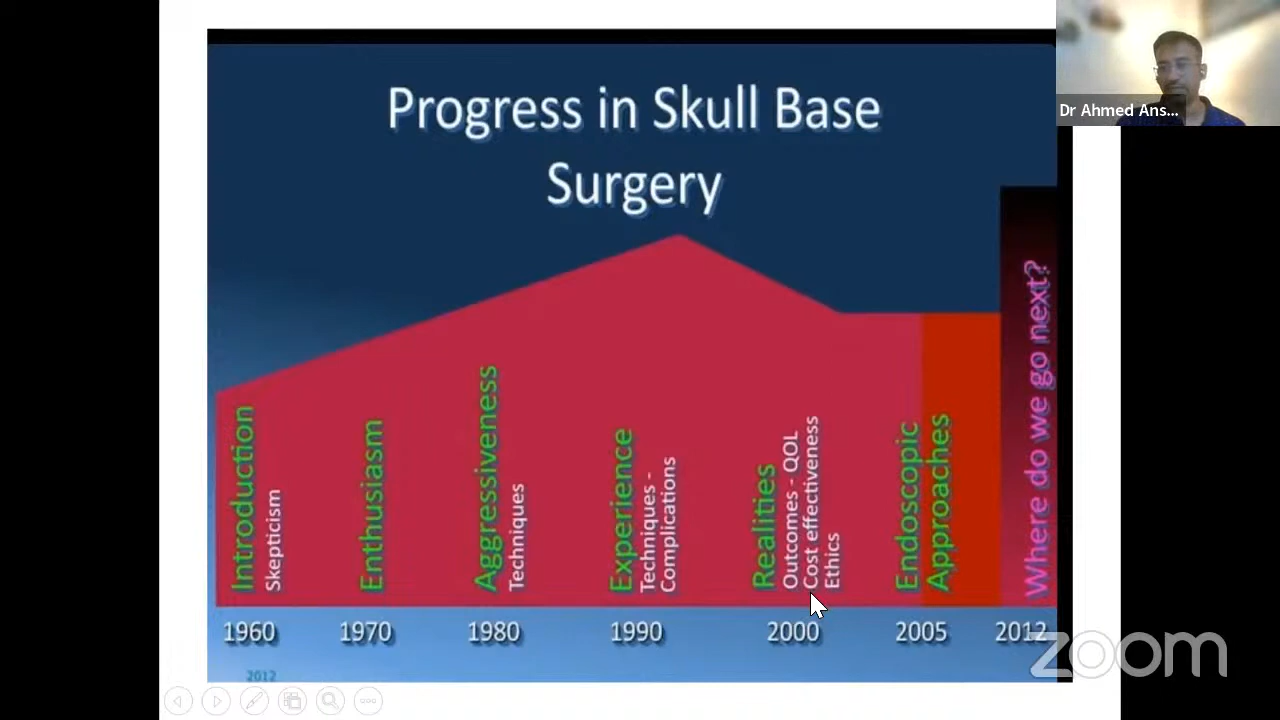 Dr Ahmed Ans...
Progress in Skull Base
Surgery
Introduction
Skepticism
Enthusiasm
Aggressiveness
Techniques
Experience
Techniques -
Complications
Realities
Outcomes - QOL
Cost effectiveness
Ethics
Endoscopic
Approaches
Where do we go next?
1960
1970
1980
1990
2000
2005
2012
2012
zoom